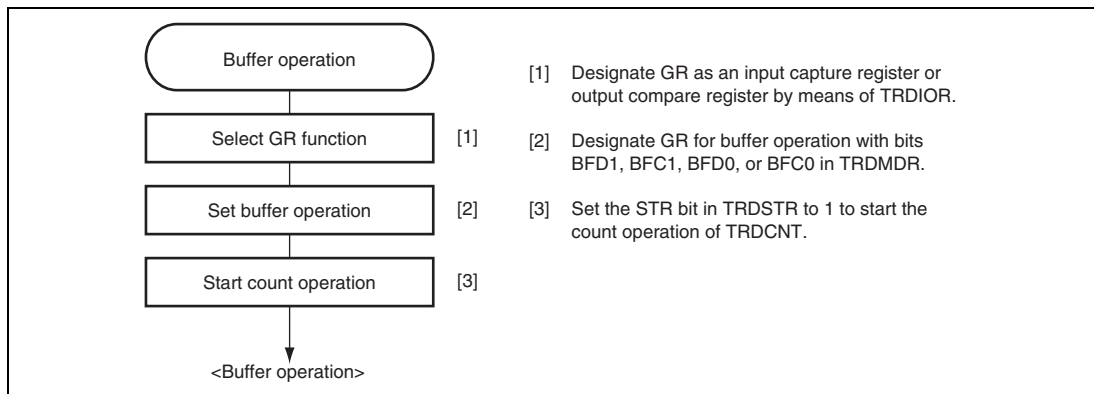 Buffer operation
Select GR function
[1]
Set buffer operation
[2]
Start count operation
[3]
<Buffer operation>
[1] Designate GR as an input capture register or
output compare register by means of TRDIOR.
[2] Designate GR for buffer operation with bits
BFD1, BFC1, BFD0, or BFC0 in TRDMDR.
[3] Set the STR bit in TRDSTR to 1 to start the
count operation of TRDCNT.